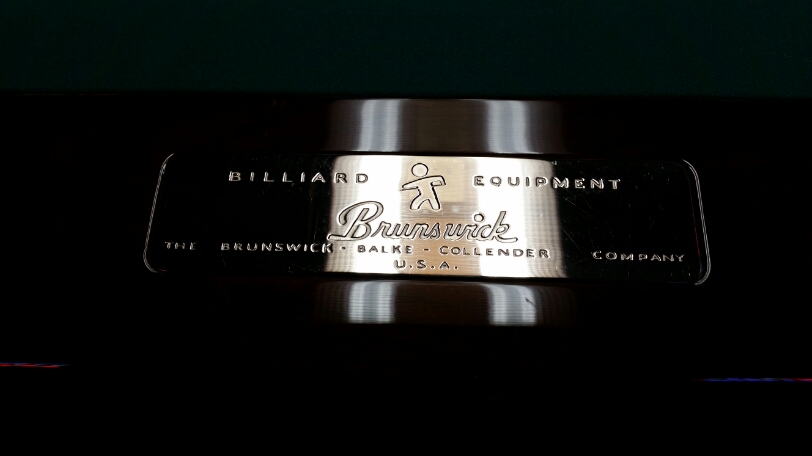 BILLIARD EQUIPMENT
Brunswick
THE BRUNSWICK - BALKE - COLLENDER COMPANY
U.S.A.